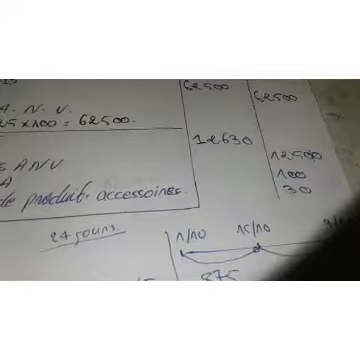 62500
A. N. V. 62500
25 x 100 = 62500.
12630
S ANV 12500
A 100
de produit. accessoires. 30
24 jours 1/10 15/10
875